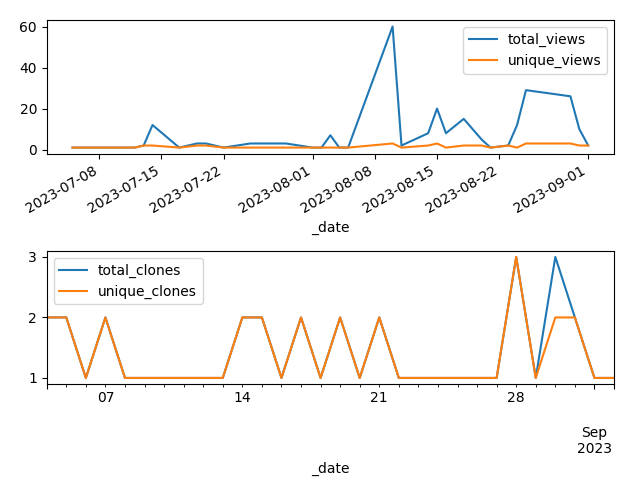 60
40
20
0
total_views
unique_views
2023-07-08
2023-07-15
2023-07-22
2023-08-01
2023-08-08
2023-08-15
2023-08-22
2023-09-01
_date
3
2
1
total_clones
unique_clones
07
14
21
28
Sep
2023
_date